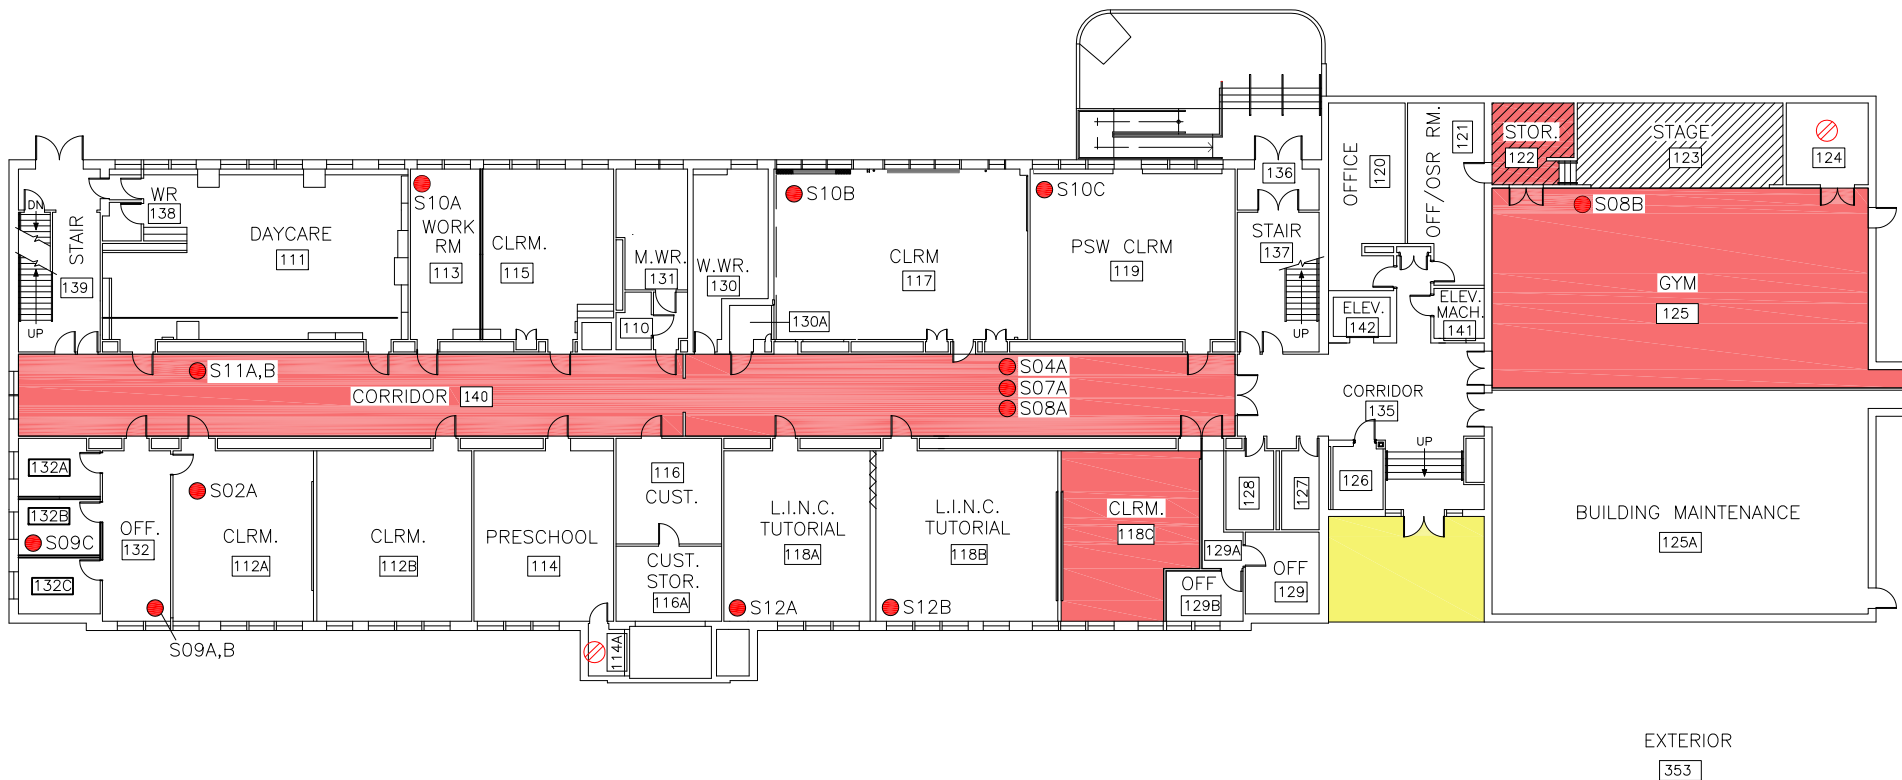 WR
138
DN
STAIR
139
UP
DAYCARE
111
S10A
WORK
RM
113
CLRM.
115
M.WR.
131
110
W.WR.
130
130A
S10B
CLRM
117
S10C
PSW CLRM
119
136
STAIR
137
UP
OFFICE
120
OFF/OSR RM.
121
ELEV.
142
ELEV.
MACH.
141
STOR.
122
STAGE
123
124
S08B
GYM
125
S11A,B
CORRIDOR 140
S04A
S07A
S08A
CORRIDOR
135
UP
132A
132B
S09C
132C
OFF.
132
S09A,B
S02A
CLRM.
112A
CLRM.
112B
PRESCHOOL
114
114A
116
CUST.
CUST.
STOR.
116A
L.I.N.C.
TUTORIAL
118A
S12A
L.I.N.C.
TUTORIAL
118B
S12B
CLRM.
118C
129A
OFF
129B
128
127
OFF
129
126
BUILDING MAINTENANCE
125A
EXTERIOR
353